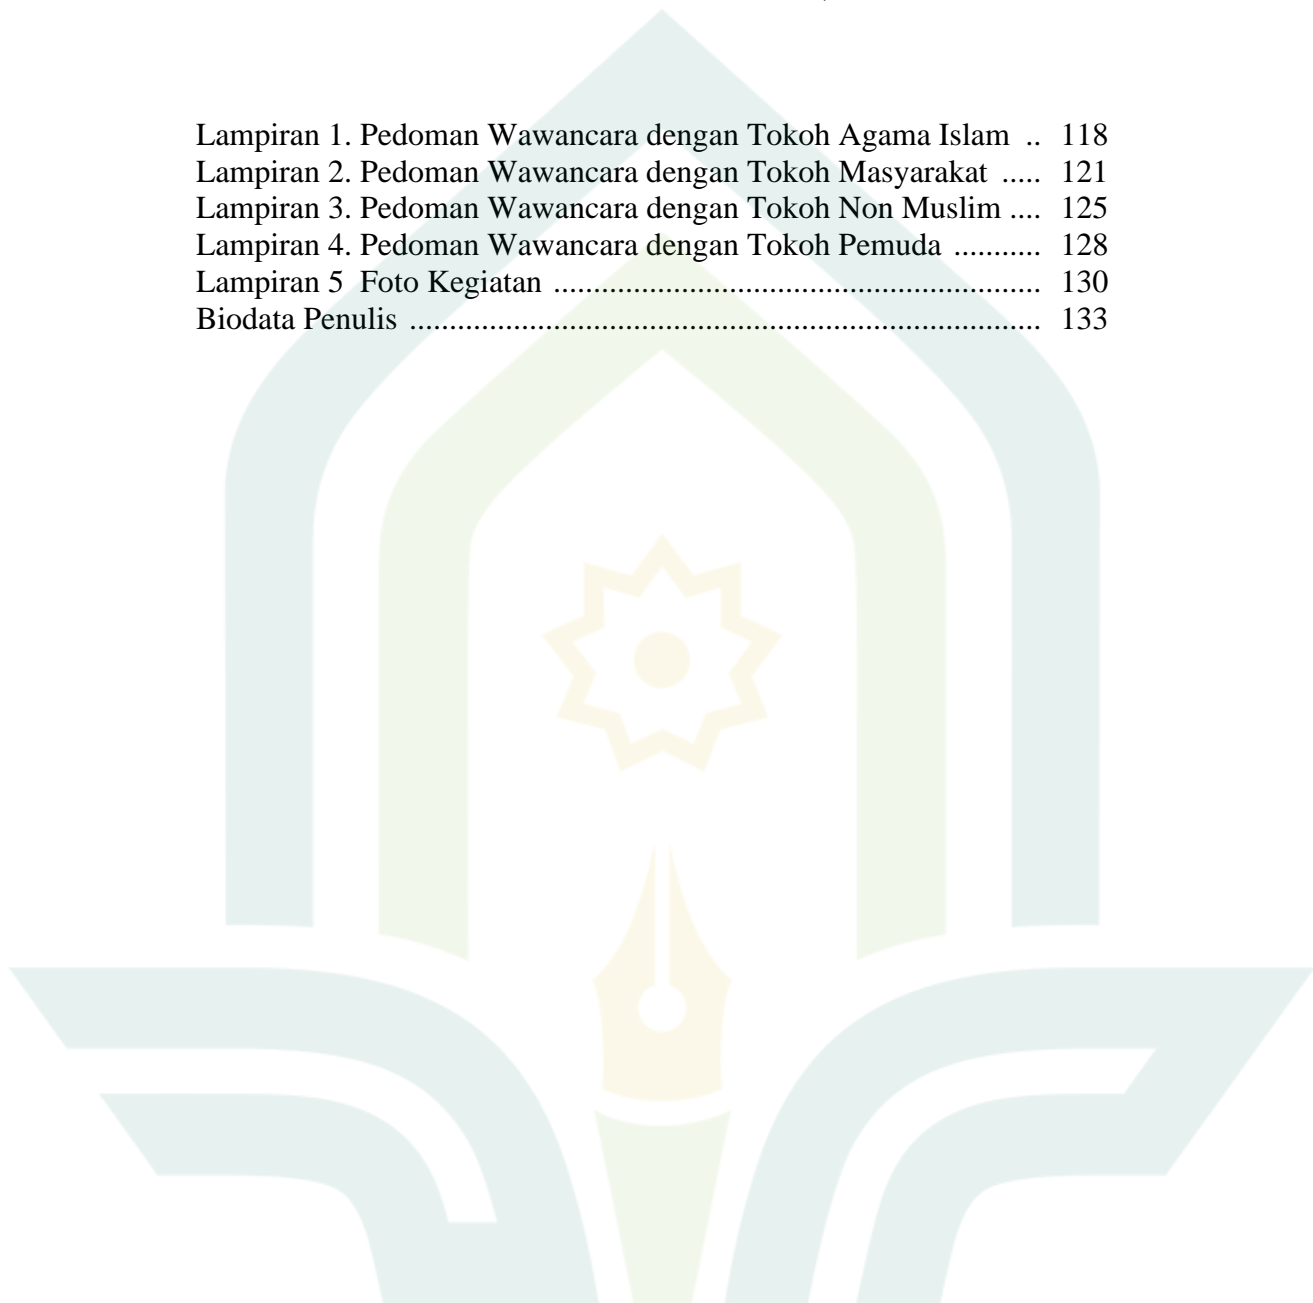 Lampiran 1. Pedoman Wawancara dengan Tokoh Agama Islam .. 118
Lampiran 2. Pedoman Wawancara dengan Tokoh Masyarakat ..... 121
Lampiran 3. Pedoman Wawancara dengan Tokoh Non Muslim .... 125
Lampiran 4. Pedoman Wawancara dengan Tokoh Pemuda ........... 128
Lampiran 5  Foto Kegiatan ............................................................. 130
Biodata Penulis ............................................................................... 133